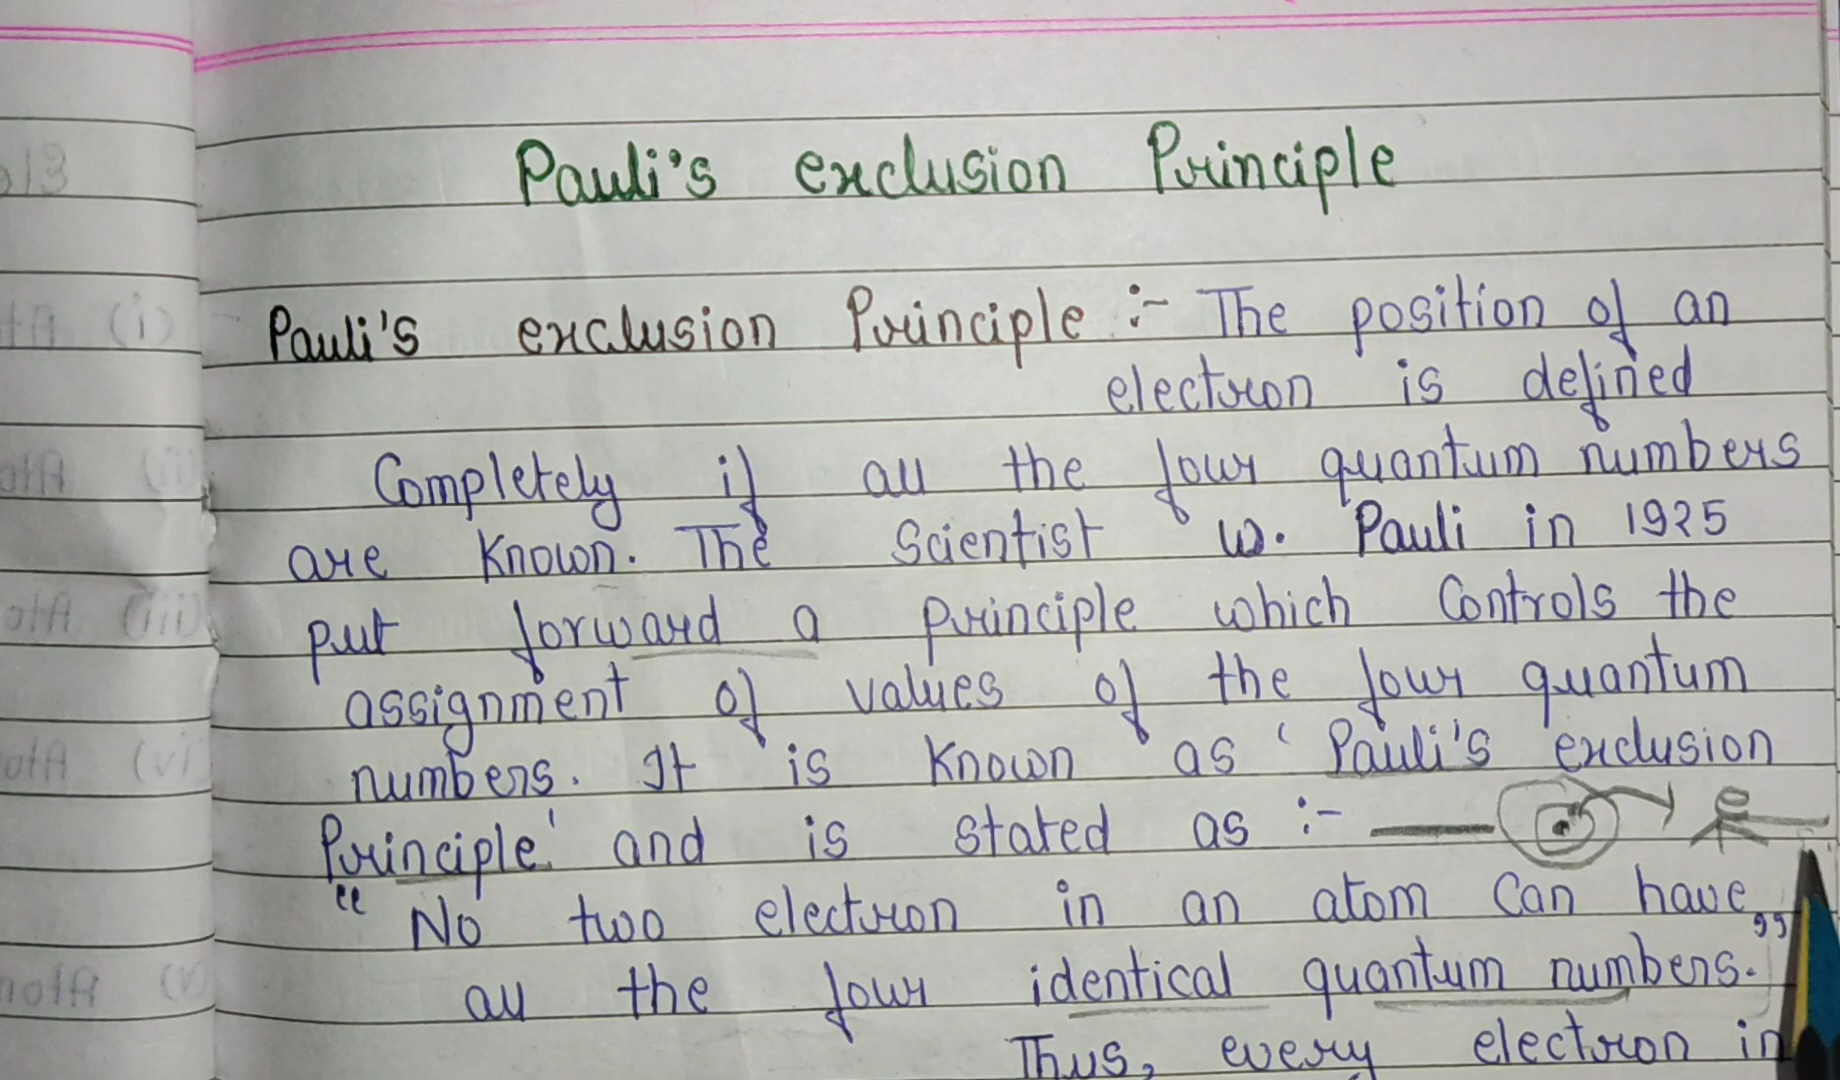 Pauli's exclusion Principle
Pauli's exclusion Principle :- The position of an
electron is defined
Completely if all the four quantum numbers
are Known. The Scientist W. Pauli in 1925
put forward a principle which Controls the
assignment of values of the four quantum
numbers. It is Known as 'Pauli's exclusion
Principle' and is stated as :-
"No two electron in an atom Can have
all the four identical quantum numbers."
Thus, every electron in